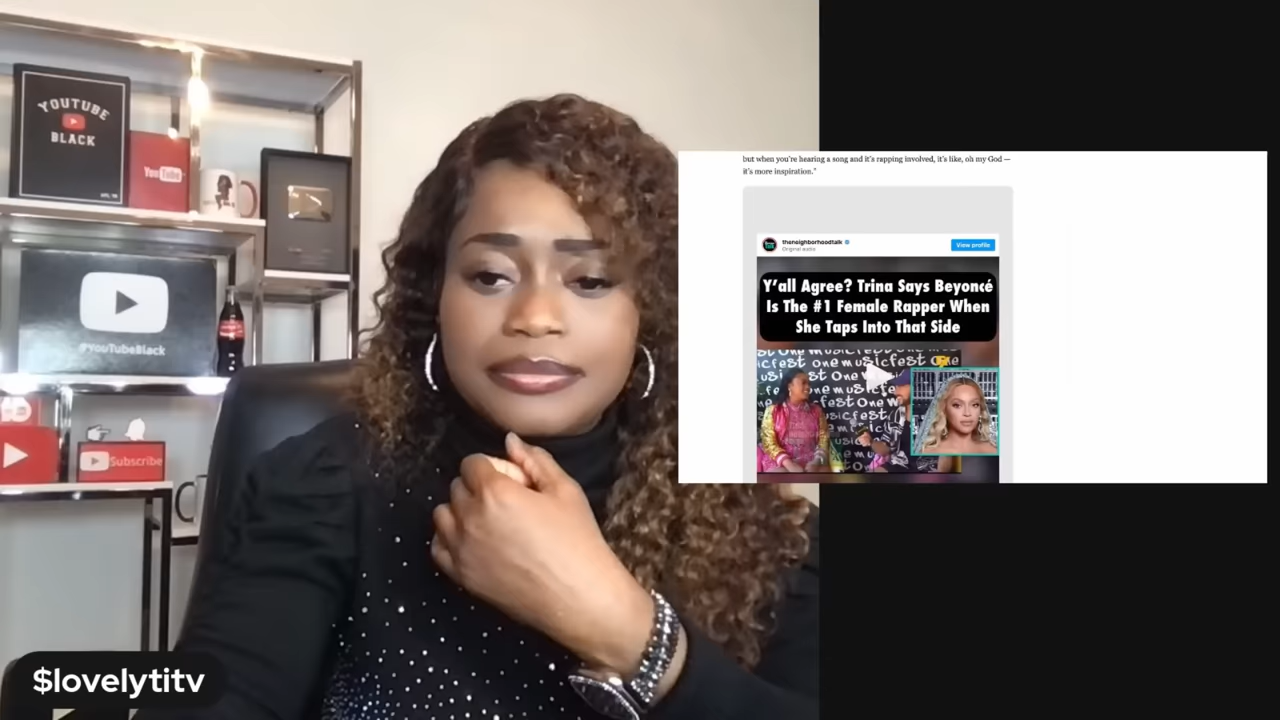 YOUTUBE
BLACK
YouTube
@YouTubeBlack
Subscribe
$lovelytitv
but when you're hearing a song and it's rapping involved, it's like, oh my God —
it's more inspiration."
theneighborhoodtalk
Original audio
View profile
Y'all Agree? Trina Says Beyoncé
Is The #1 Female Rapper When
She Taps Into That Side
one musicfest